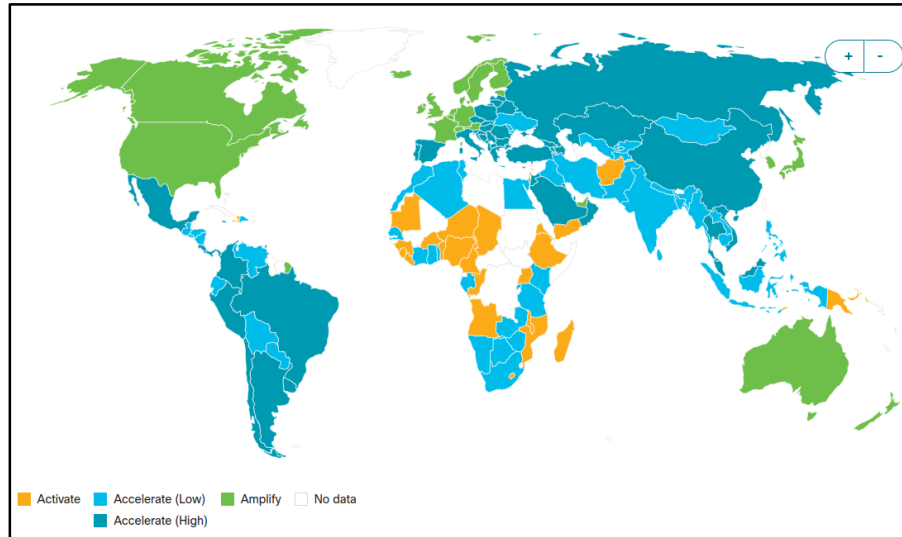 + -
Activate Accelerate (Low) Amplify No data
Accelerate (High)